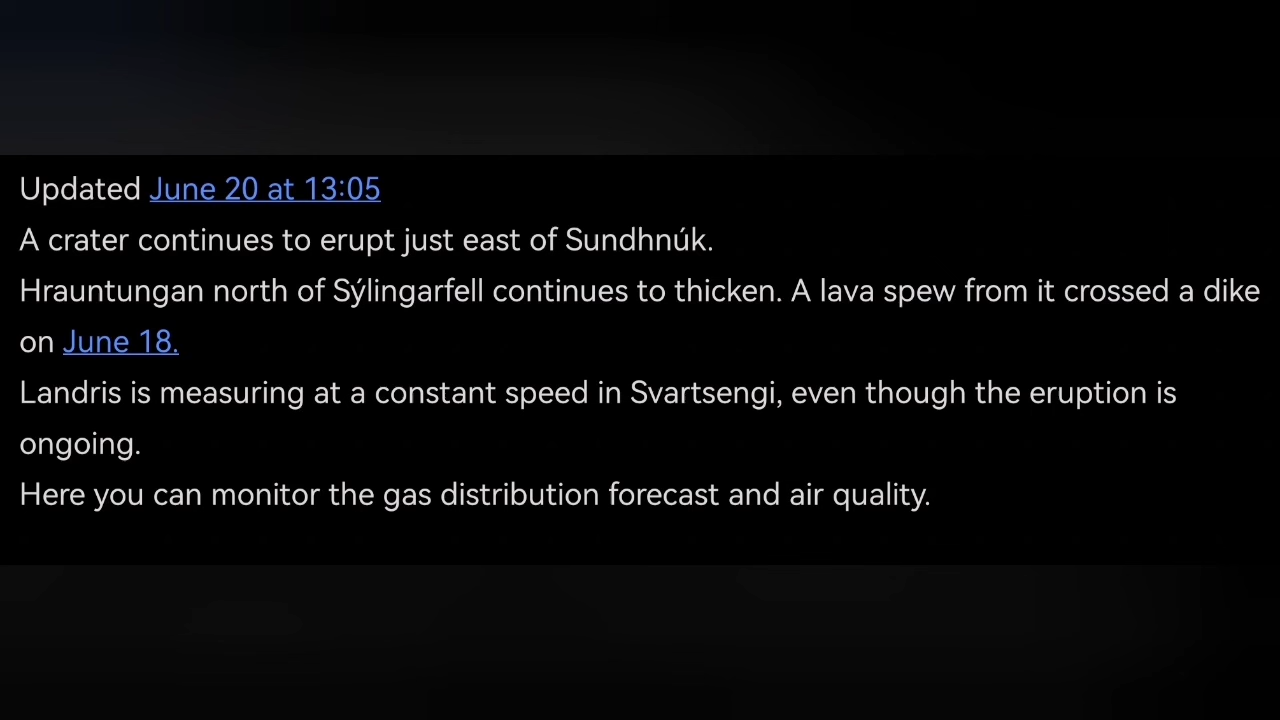 Updated June 20 at 13:05
A crater continues to erupt just east of Sundhnúk.
Hrauntungan north of Sýlingarfell continues to thicken. A lava spew from it crossed a dike
on June 18.
Landris is measuring at a constant speed in Svartsengi, even though the eruption is
ongoing.
Here you can monitor the gas distribution forecast and air quality.